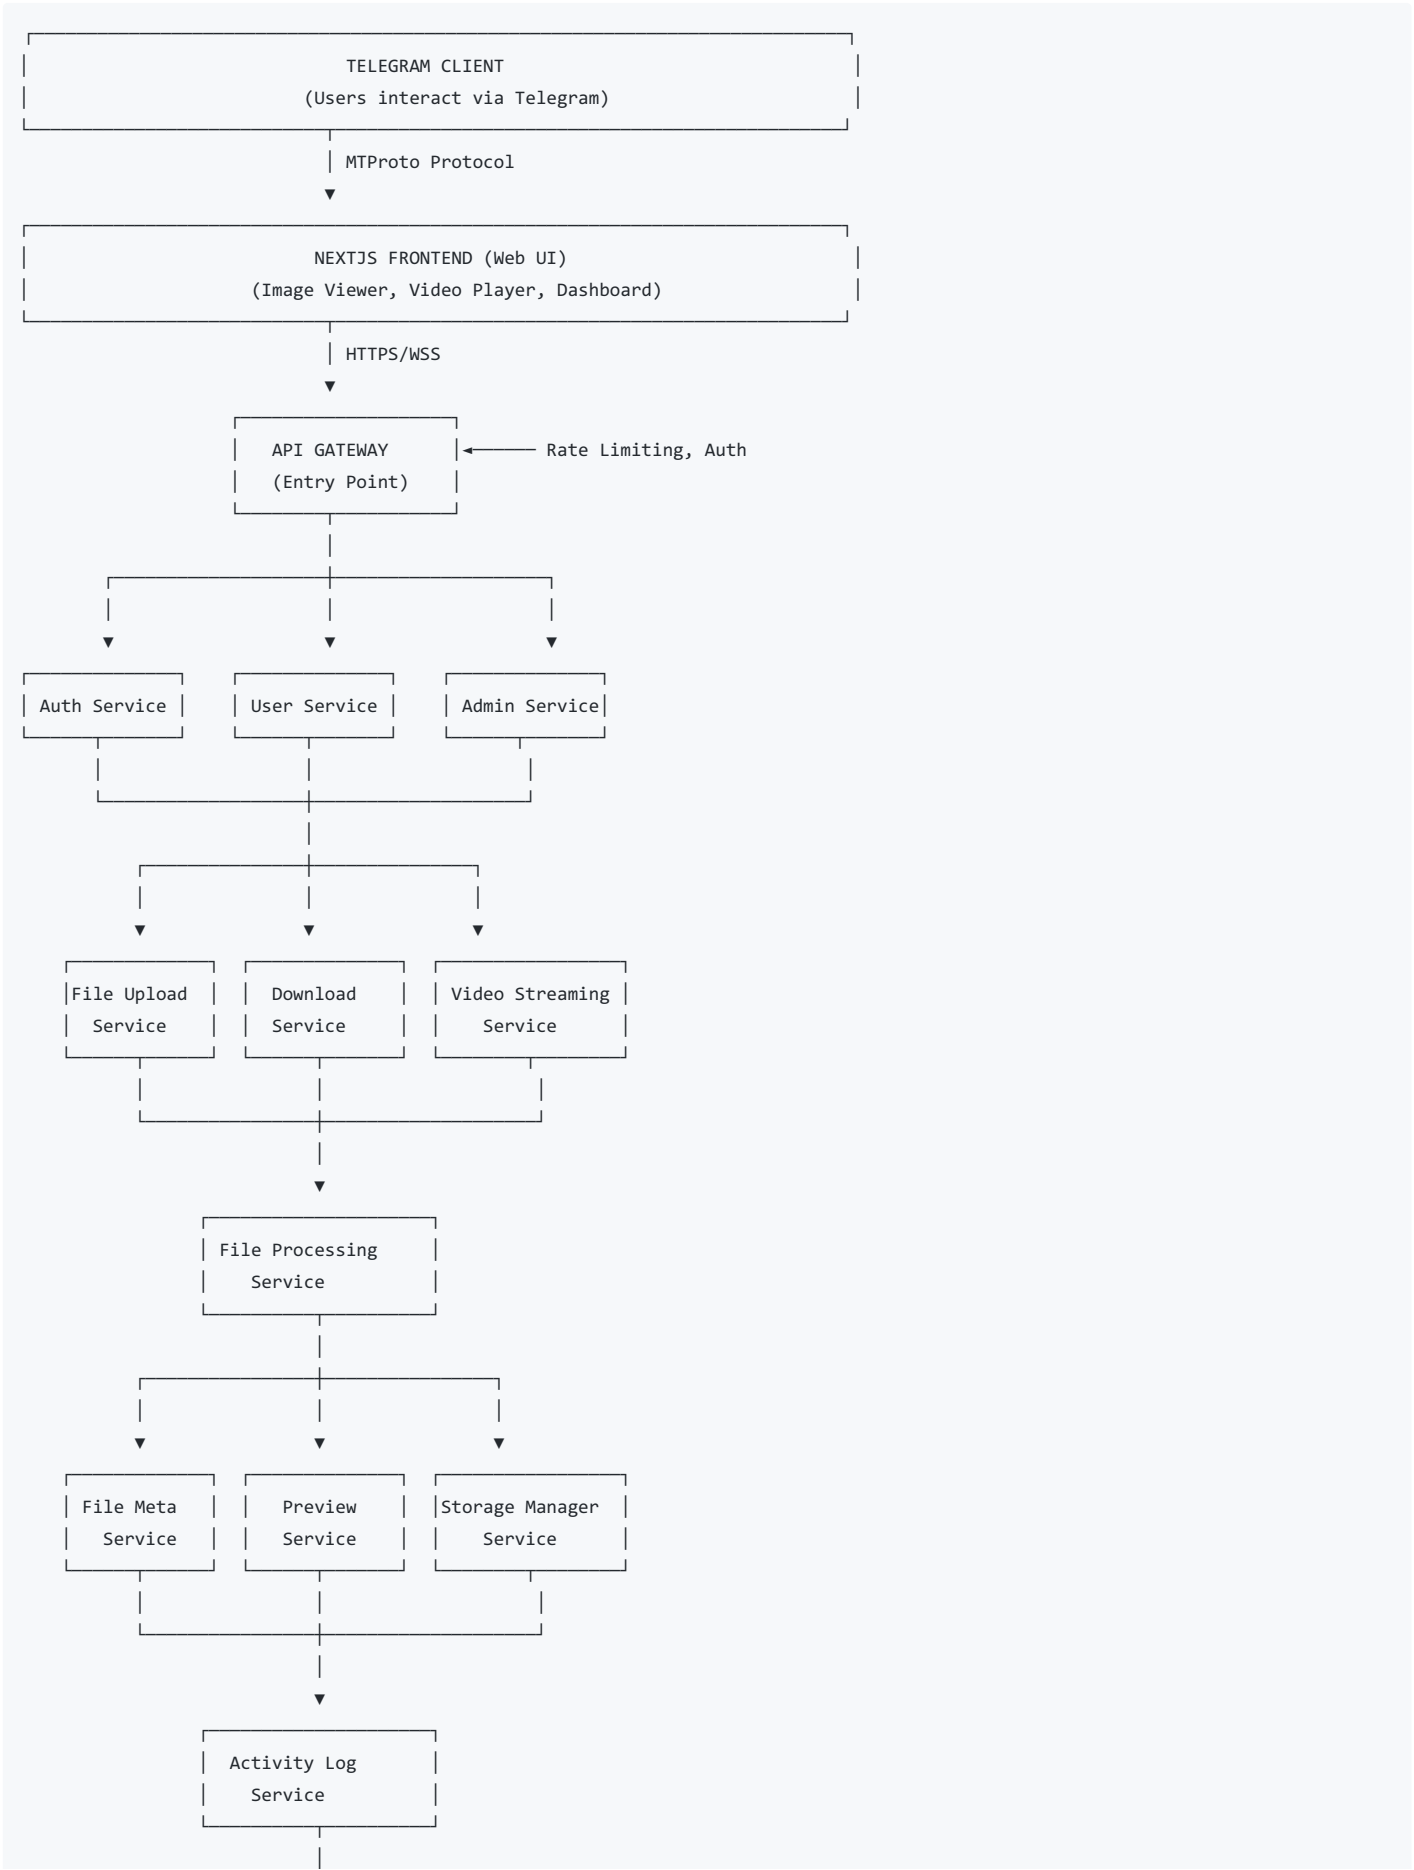 TELEGRAM CLIENT
(Users interact via Telegram)
MTProto Protocol
NEXTJS FRONTEND (Web UI)
(Image Viewer, Video Player, Dashboard)
HTTPS/WSS
API GATEWAY Rate Limiting, Auth
(Entry Point)
Auth Service User Service Admin Service
File Upload Download Video Streaming
Service Service Service
File Processing
Service
File Meta Preview Storage Manager
Service Service Service
Activity Log
Service